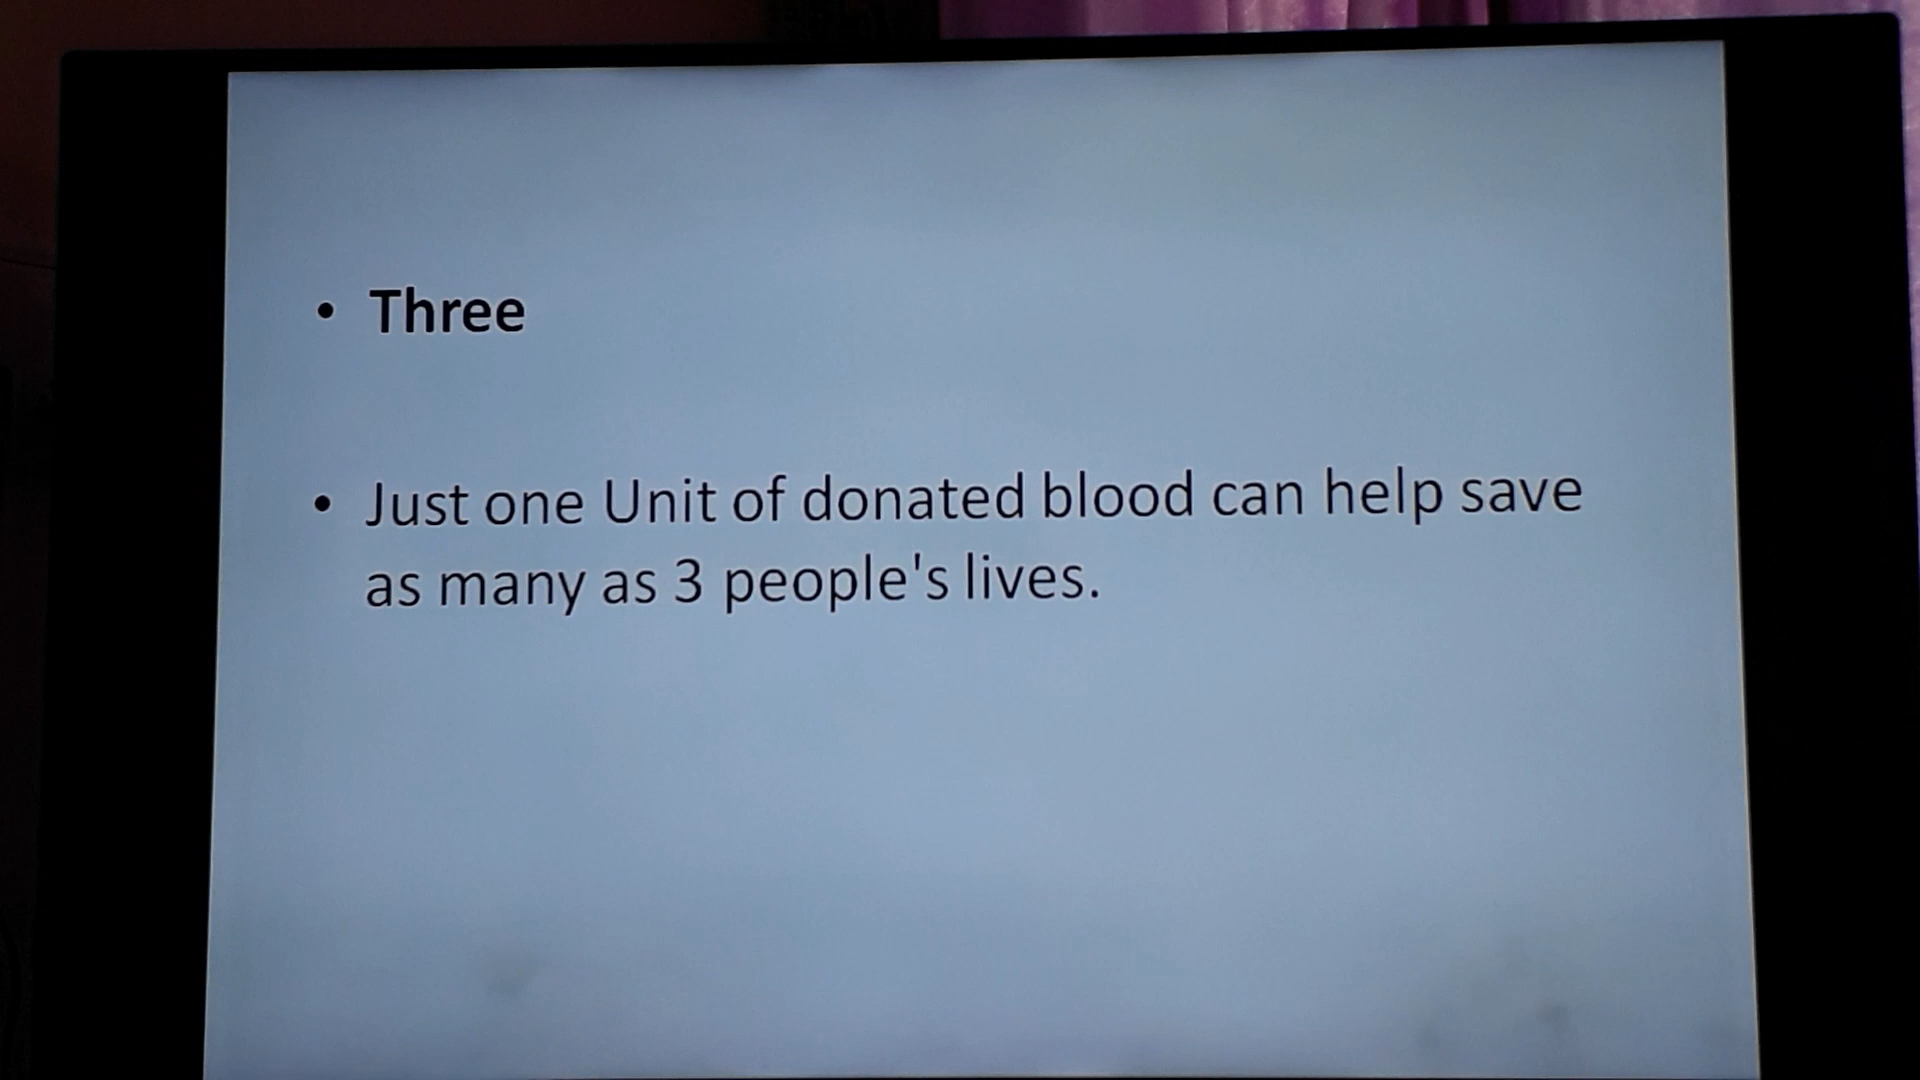 • Three
• Just one Unit of donated blood can help save
as many as 3 people's lives.